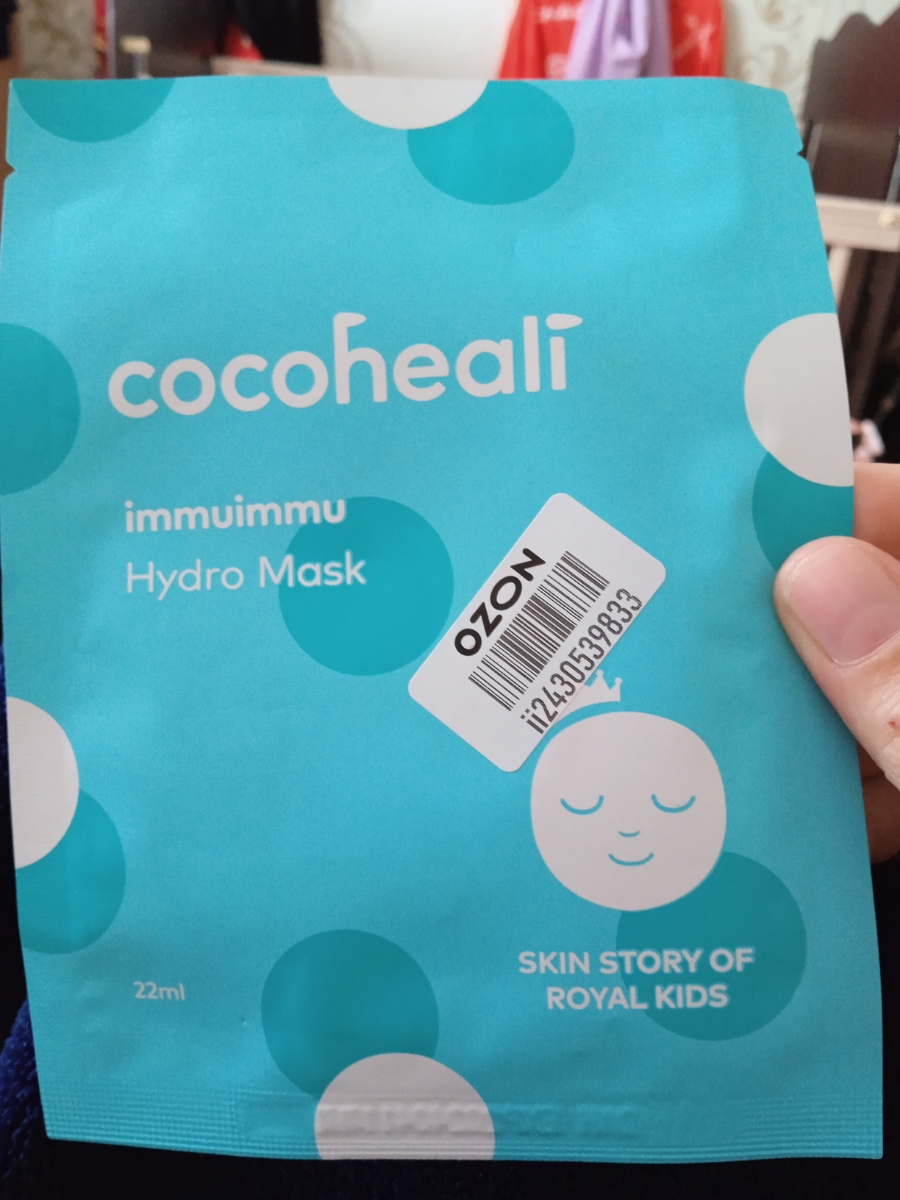 cocoheali
immuimmu
Hydro Mask
OZON
ii2430539833
22ml
SKIN STORY OF
ROYAL KIDS